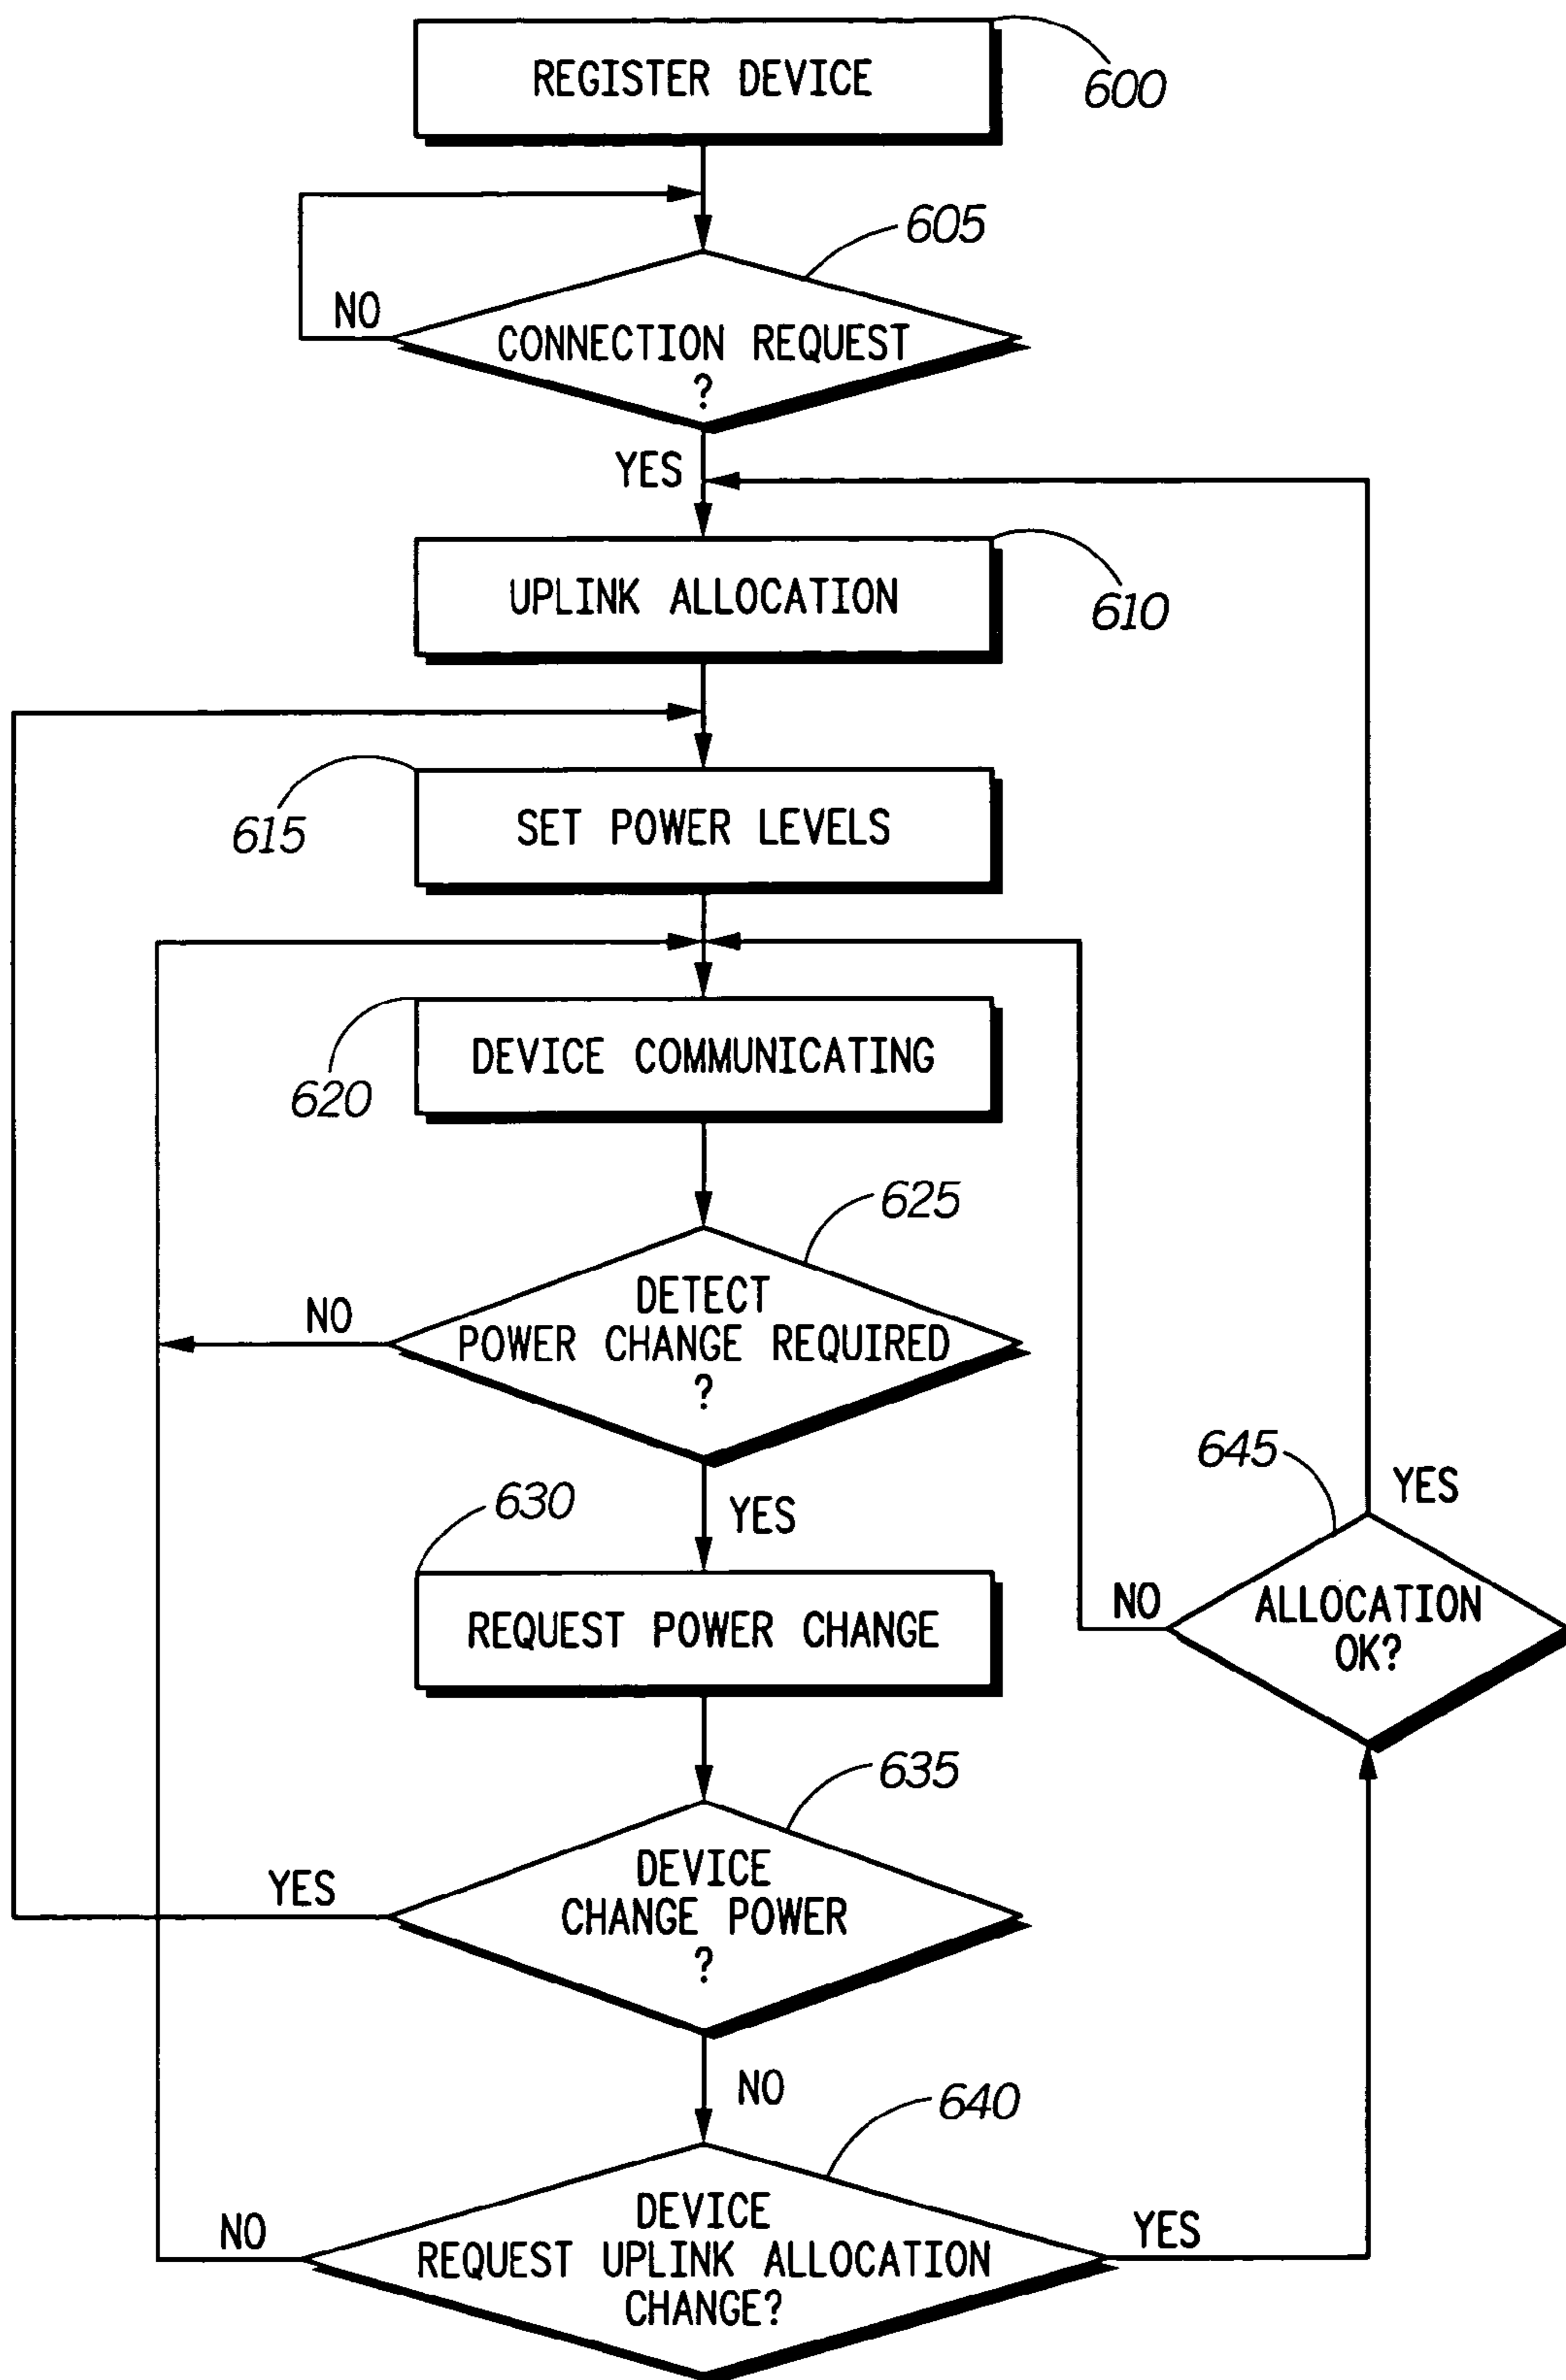 REGISTER DEVICE
600
605
NO
CONNECTION REQUEST
?
YES
UPLINK ALLOCATION
610
SET POWER LEVELS
615
DEVICE COMMUNICATING
620
625
DETECT
NO
POWER CHANGE REQUIRED
?
645
YES
630
YES
REQUEST POWER CHANGE
NO
ALLOCATION
OK?
635
DEVICE
YES
CHANGE POWER
?
NO
640
DEVICE
NO
YES
REQUEST UPLINK ALLOCATION
CHANGE?